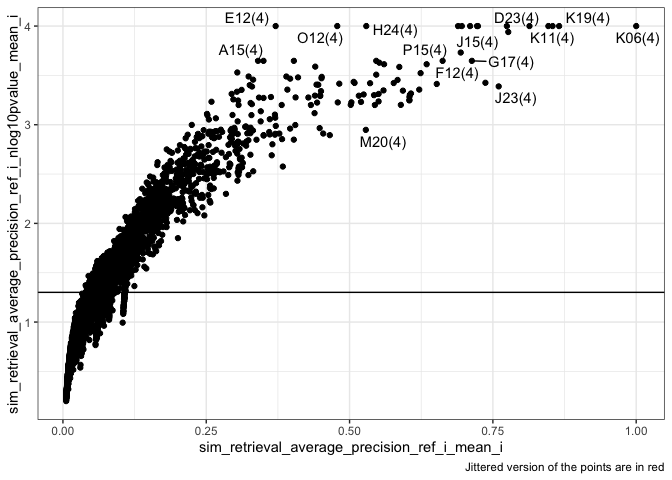 E12(4)
D23(4)
K19(4)
O12(4)
H24(4)
K11(4)
K06(4)
A15(4)
P15(4)
J15(4)
F12(4)
G17(4)
J23(4)
M20(4)
4
3
2
1
sim_retrieval_average_precision_ref_i_nlog10pvalue_mean_i
0.00 0.25 0.50 0.75 1.00
sim_retrieval_average_precision_ref_i_mean_i
Jittered version of the points are in red